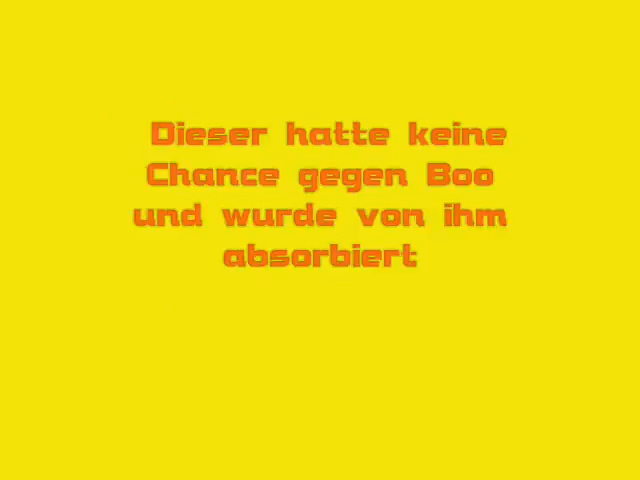 Dieser hatte keine
Chance gegen Boo
und wurde von ihm
absorbiert